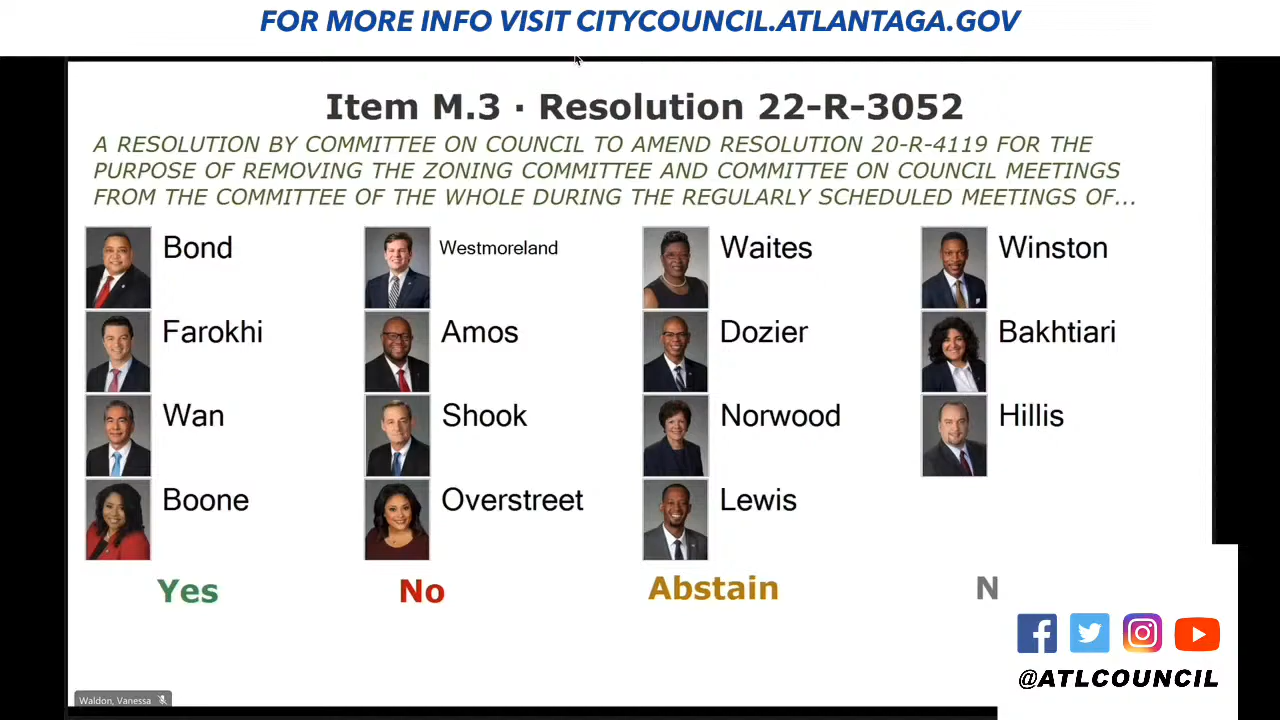 FOR MORE INFO VISIT CITYCOUNCIL.ATLANTAGA.GOV
Item M.3 · Resolution 22-R-3052
A RESOLUTION BY COMMITTEE ON COUNCIL TO AMEND RESOLUTION 20-R-4119 FOR THE
PURPOSE OF REMOVING THE ZONING COMMITTEE AND COMMITTEE ON COUNCIL MEETINGS
FROM THE COMMITTEE OF THE WHOLE DURING THE REGULARLY SCHEDULED MEETINGS OF...
Bond Westmoreland Waites Winston
Farokhi Amos Dozier Bakhtiari
Wan Shook Norwood Hillis
Boone Overstreet Lewis
Yes No Abstain N
@ATLCOUNCIL
Waldon, Vanessa